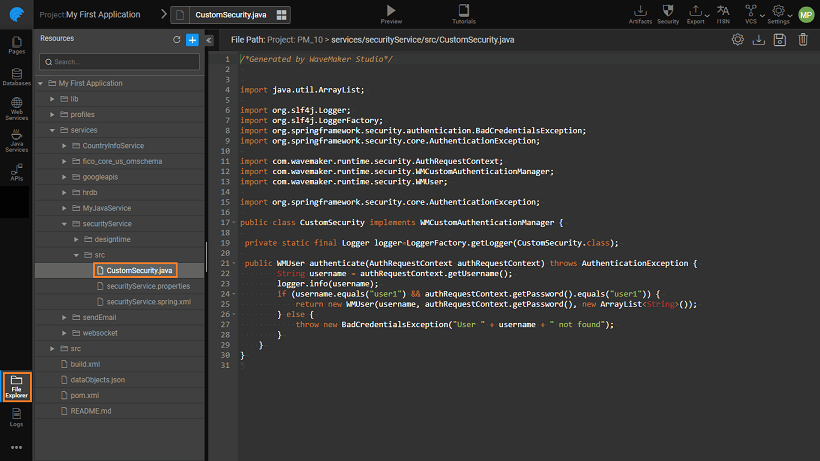 Project:My First Application
CustomSecurity.java
Preview
Tutorials
Artifacts
Security
Export
I18N
VCS
Settings
MP
Pages
Databases
Web
Services
Java
Services
APIs
File
Explorer
Logs
Resources
Search...
My First Application
lib
profiles
services
CountryInfoService
fico_core_us_omschema
googleapis
hrdb
MyJavaService
securityService
designtime
src
CustomSecurity.java
securityService.properties
securityService.spring.xml
sendEmail
websocket
src
build.xml
dataObjects.json
pom.xml
README.md
File Path: Project: PM_10 > services/securityService/src/CustomSecurity.java
1 /*Generated by WaveMaker Studio*/
2
3
4 import java.util.ArrayList;
5
6 import org.slf4j.Logger;
7 import org.slf4j.LoggerFactory;
8 import org.springframework.security.authentication.BadCredentialsException;
9 import org.springframework.security.core.AuthenticationException;
10
11 import com.wavemaker.runtime.security.AuthRequestContext;
12 import com.wavemaker.runtime.security.WMCustomAuthenticationManager;
13 import com.wavemaker.runtime.security.WMUser;
14
15 import org.springframework.security.core.AuthenticationException;
16
17 public class CustomSecurity implements WMCustomAuthenticationManager {
18
19 private static final Logger logger=LoggerFactory.getLogger(CustomSecurity.class);
20
21 public WMUser authenticate(AuthRequestContext authRequestContext) throws AuthenticationException {
22 String username = authRequestContext.getUsername();
23 logger.info(username);
24 if (username.equals("user1") && authRequestContext.getPassword().equals("user1")) {
25 return new WMUser(username, authRequestContext.getPassword(), new ArrayList<String>());
26 } else {
27 throw new BadCredentialsException("User " + username + " not found");
28 }
29 }
30 }
31